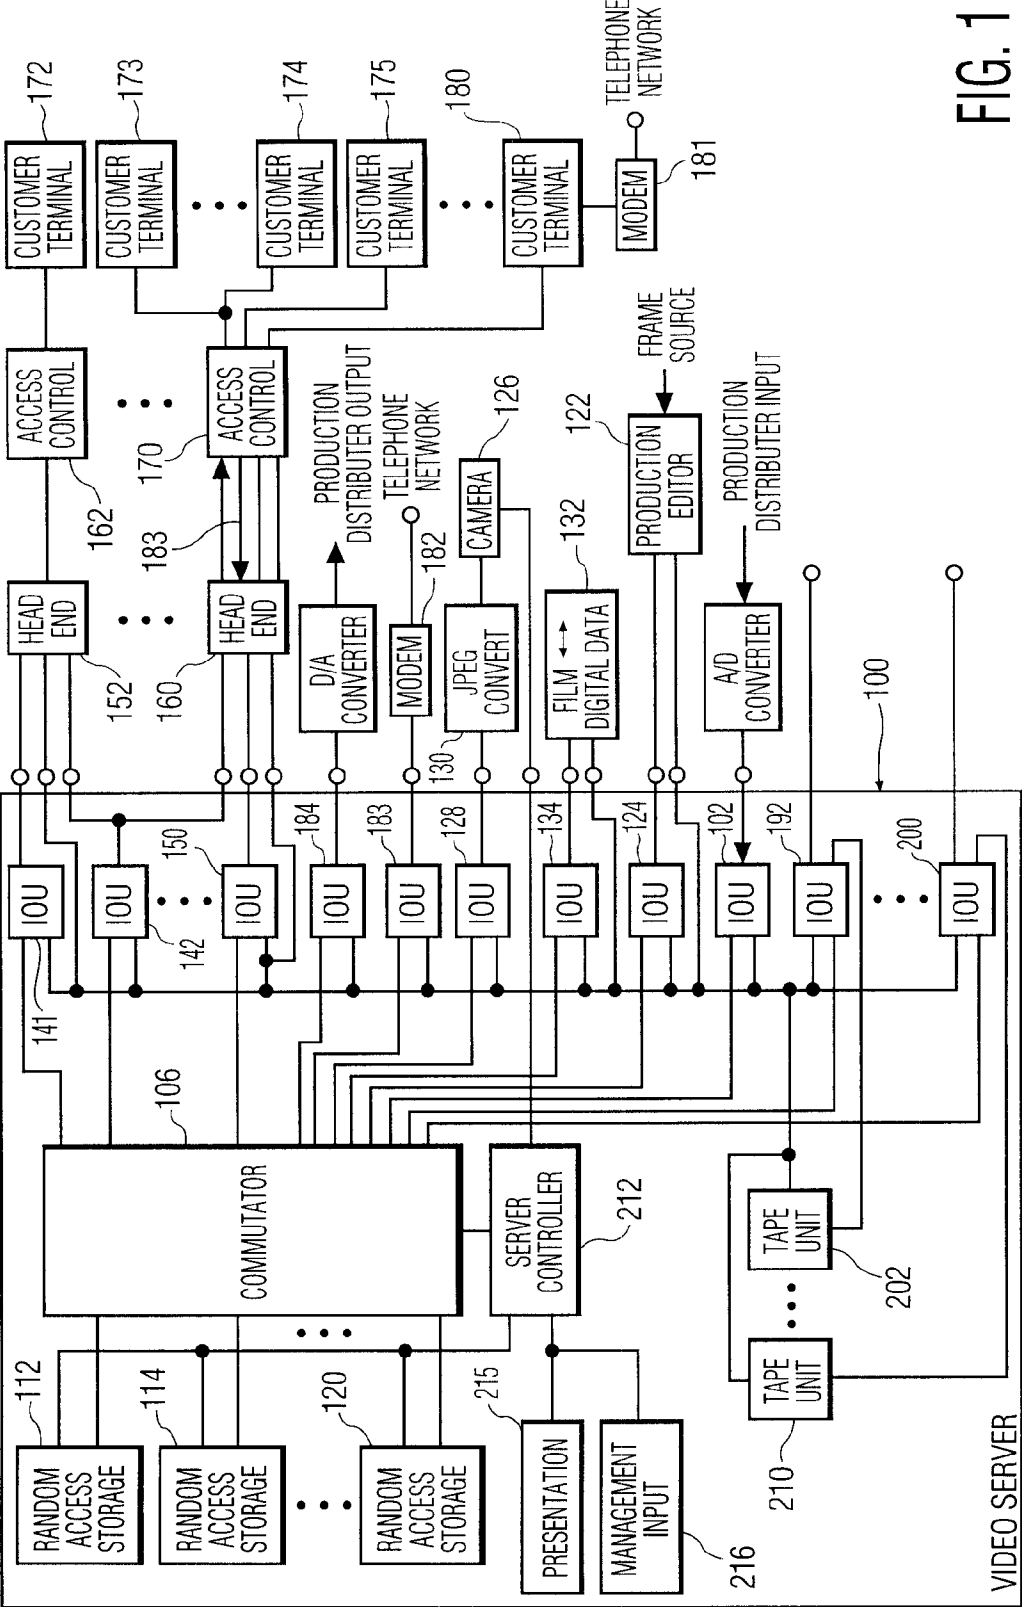 RANDOM
ACCESS
STORAGE
112
RANDOM
ACCESS
STORAGE
114
RANDOM
ACCESS
STORAGE
120
PRESENTATION
215
MANAGEMENT
INPUT
216
COMMUTATOR
106
SERVER
CONTROLLER
212
TAPE
UNIT
210
TAPE
UNIT
202
IOU
141
IOU
142
IOU
150
IOU
184
IOU
183
IOU
128
IOU
134
IOU
124
IOU
102
IOU
192
IOU
200
100
VIDEO SERVER
HEAD
END
152
HEAD
END
160
183
ACCESS
CONTROL
162
ACCESS
CONTROL
170
CUSTOMER
TERMINAL
172
CUSTOMER
TERMINAL
173
CUSTOMER
TERMINAL
174
CUSTOMER
TERMINAL
175
CUSTOMER
TERMINAL
180
MODEM
181
TELEPHONE
NETWORK
D/A
CONVERTER
PRODUCTION
DISTRIBUTER OUTPUT
MODEM
182
TELEPHONE
NETWORK
JPEG
CONVERT
130
CAMERA
126
FILM ↔
DIGITAL DATA
132
PRODUCTION
EDITOR
122
FRAME
SOURCE
A/D
CONVERTER
PRODUCTION
DISTRIBUTER INPUT
FIG. 1